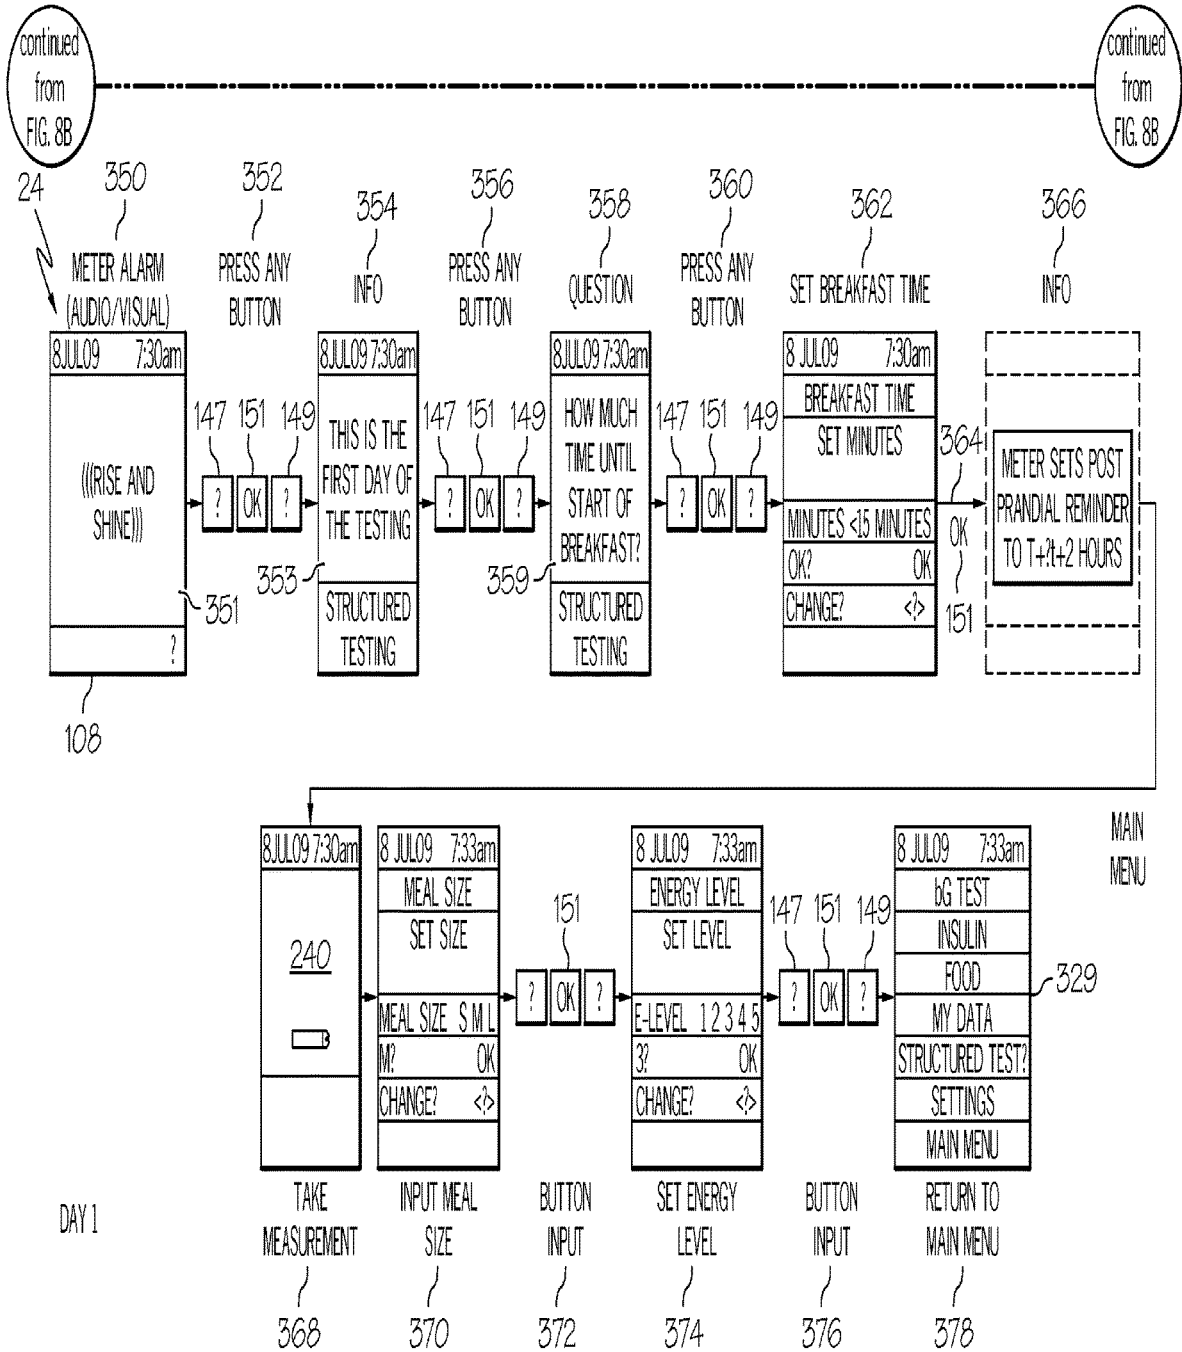 continued
from
FIG. 8B
continued
from
FIG. 8B
24
350
METER ALARM
(AUDIO/VISUAL)
352
PRESS ANY
BUTTON
354
INFO
356
PRESS ANY
BUTTON
358
QUESTION
360
PRESS ANY
BUTTON
362
SET BREAKFAST TIME
366
INFO
8JUL09 7:30am
(((RISE AND
SHINE)))
351
?
108
147 151 149
? OK ?
8JUL09 7:30am
THIS IS THE
FIRST DAY OF
THE TESTING
353
STRUCTURED
TESTING
147 151 149
? OK ?
8JUL09 7:30am
HOW MUCH
TIME UNTIL
START OF
BREAKFAST?
359
STRUCTURED
TESTING
147 151 149
? OK ?
8 JUL09 7:30am
BREAKFAST TIME
SET MINUTES
MINUTES <15 MINUTES
OK? OK
CHANGE? <?>
364
OK
151
METER SETS POST
PRANDIAL REMINDER
TO T+?t+2 HOURS
MAIN
MENU
8JUL09 7:30am
240
8 JUL09 7:33am
MEAL SIZE
SET SIZE
MEAL SIZE S M L
M? OK
CHANGE? <?>
151
? OK ?
8 JUL09 7:33am
ENERGY LEVEL
SET LEVEL
E-LEVEL 1 2 3 4 5
3? OK
CHANGE? <?>
147 151 149
? OK ?
8 JUL09 7:33am
bG TEST
INSULIN
FOOD
329
MY DATA
STRUCTURED TEST?
SETTINGS
MAIN MENU
DAY 1
TAKE
MEASUREMENT
368
INPUT MEAL
SIZE
370
BUTTON
INPUT
372
SET ENERGY
LEVEL
374
BUTTON
INPUT
376
RETURN TO
MAIN MENU
378